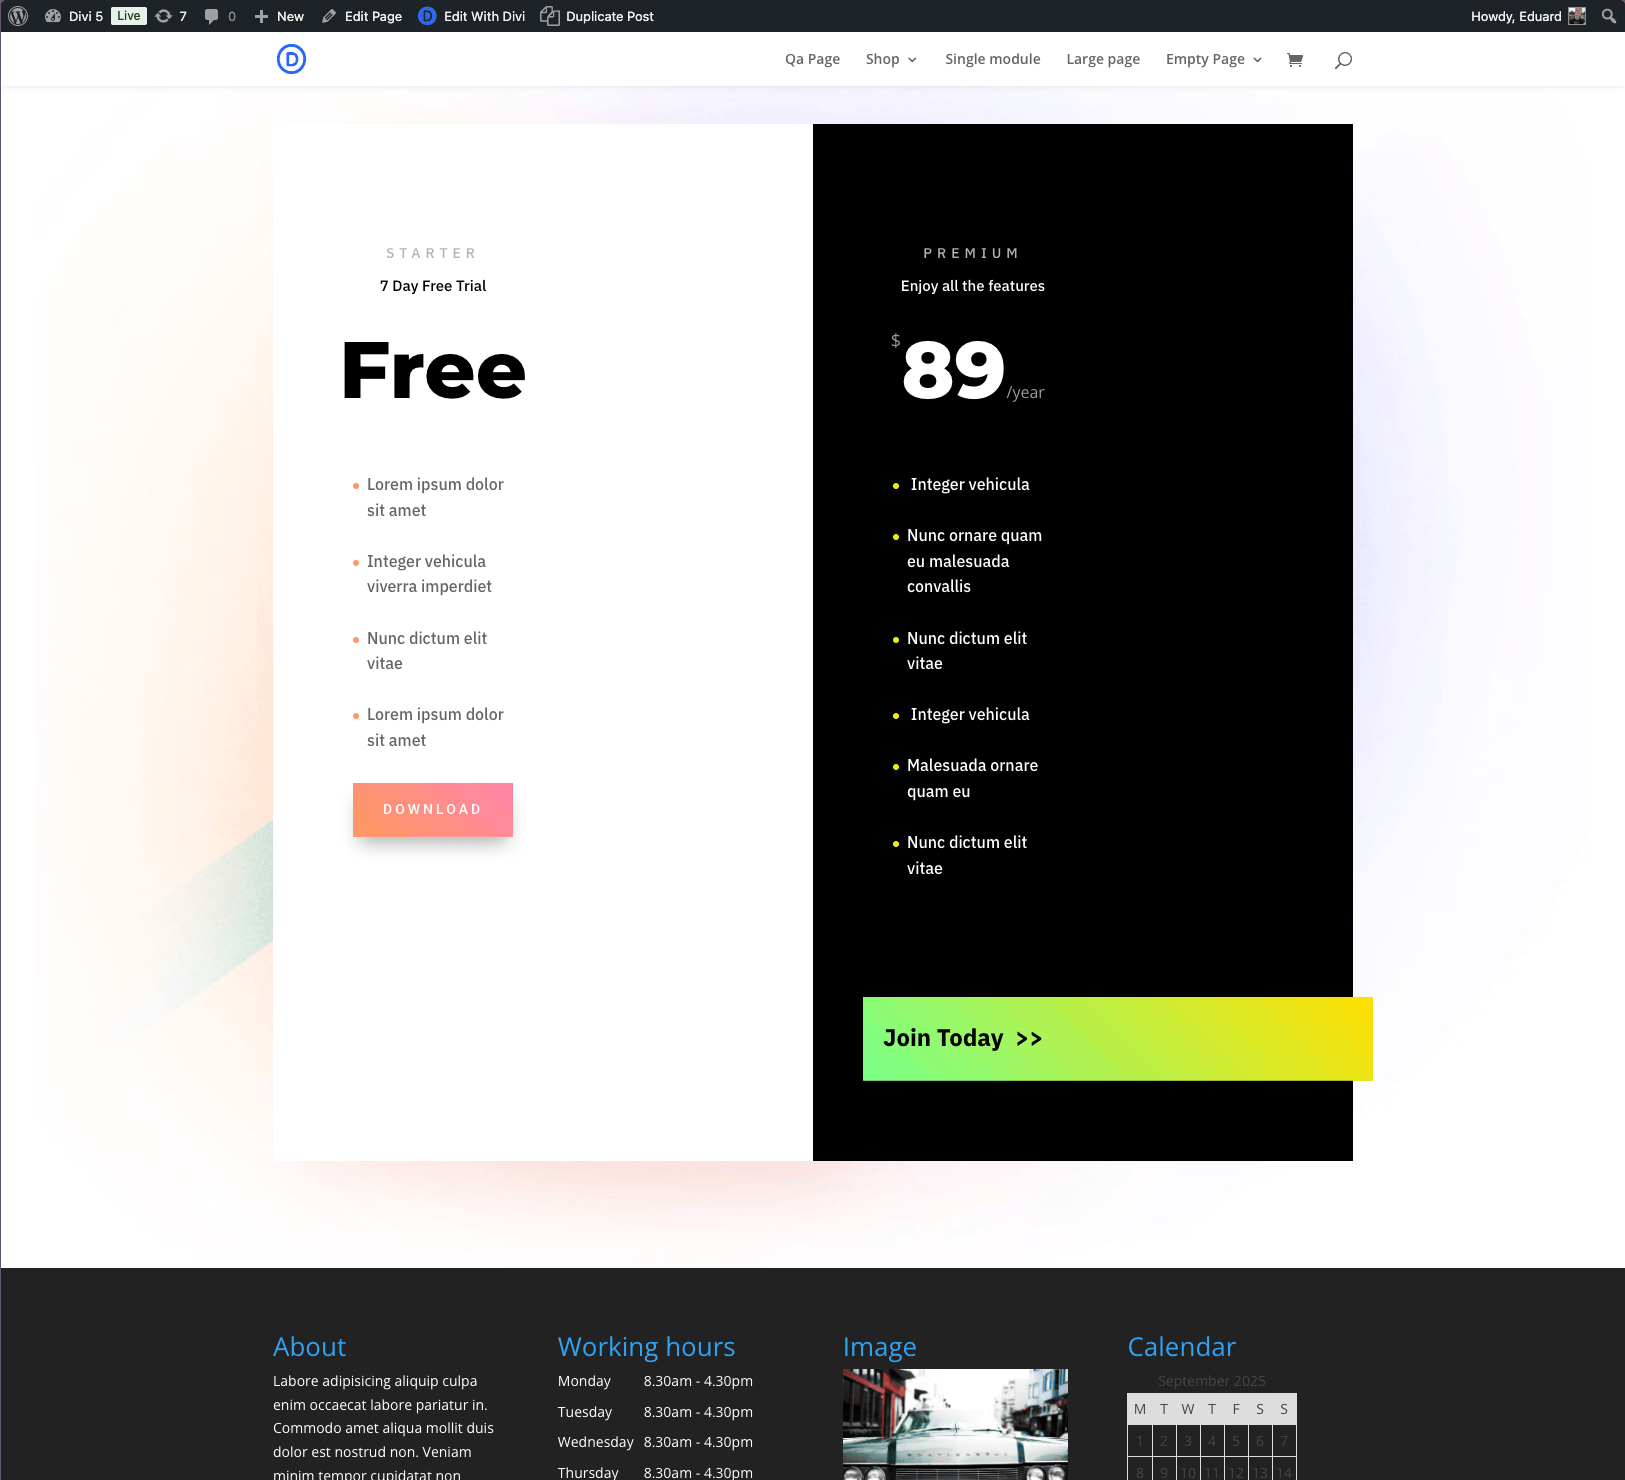 Divi 5 Live 7 0 New Edit Page Edit With Divi Duplicate Post Howdy, Eduard
D Qa Page Shop Single module Large page Empty Page
STARTER
7 Day Free Trial
Free
Lorem ipsum dolor
sit amet
Integer vehicula
viverra imperdiet
Nunc dictum elit
vitae
Lorem ipsum dolor
sit amet
DOWNLOAD
PREMIUM
Enjoy all the features
$89/year
Integer vehicula
Nunc ornare quam
eu malesuada
convallis
Nunc dictum elit
vitae
Integer vehicula
Malesuada ornare
quam eu
Nunc dictum elit
vitae
Join Today >>
About
Labore adipisicing aliquip culpa
enim occaecat labore pariatur in.
Commodo amet aliqua mollit duis
dolor est nostrud non. Veniam
minim tempor cupidatat non
Working hours
Monday 8.30am - 4.30pm
Tuesday 8.30am - 4.30pm
Wednesday 8.30am - 4.30pm
Thursday 8.30am - 4.30pm
Image
Calendar
September 2025
M T W T F S S
1 2 3 4 5 6 7
8 9 10 11 12 13 14